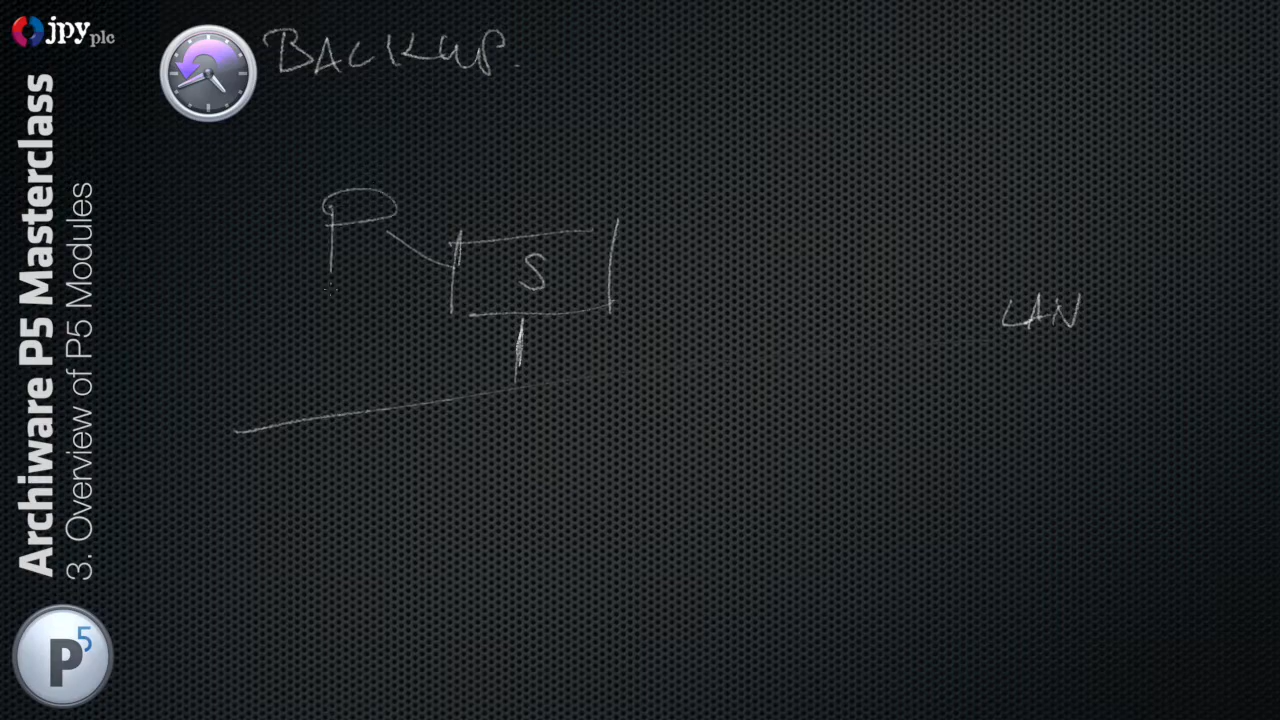 jpy plc
BACKUP.
Archiware P5 Masterclass
3. Overview of P5 Modules
S
LAN
P5